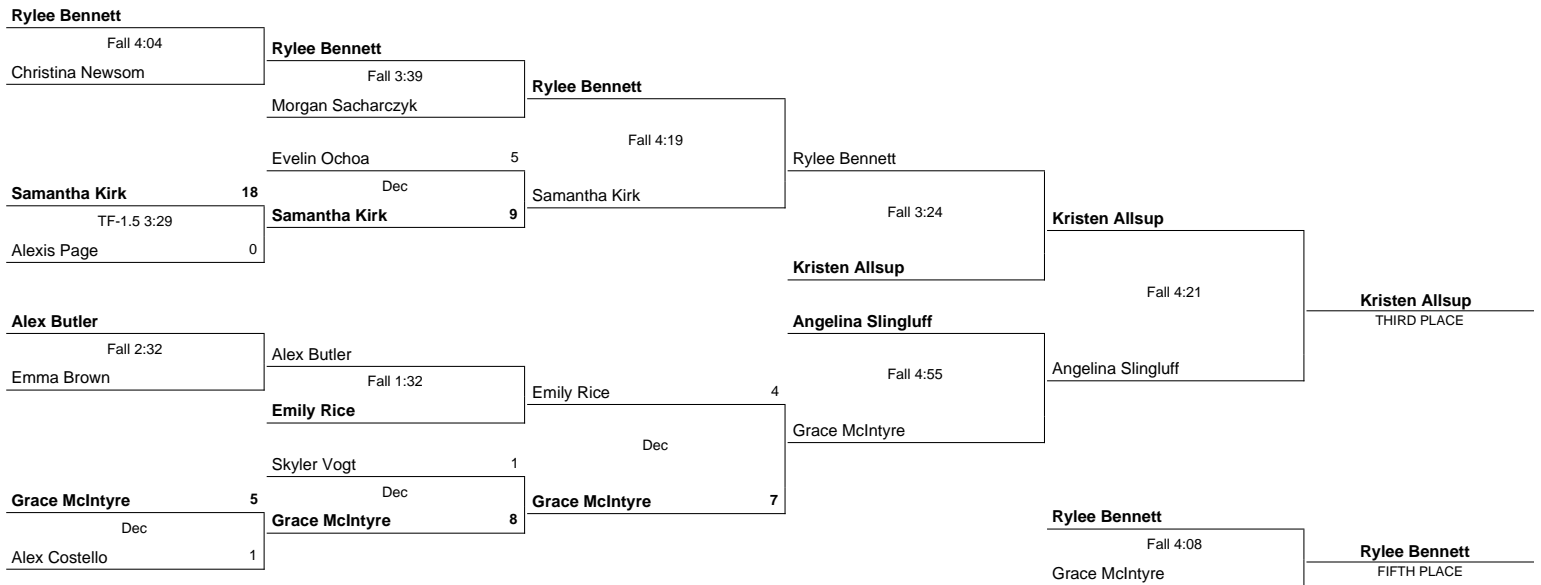 Rylee Bennett
Fall 4:04
Christina Newsom
Samantha Kirk 18
TF-1.5 3:29
Alexis Page 0
Alex Butler
Fall 2:32
Emma Brown
Grace McIntyre 5
Dec
Alex Costello 1
Rylee Bennett
Fall 3:39
Morgan Sacharczyk
Evelin Ochoa 5
Dec
Samantha Kirk 9
Alex Butler
Fall 1:32
Emily Rice
Skyler Vogt 1
Dec
Grace McIntyre 8
Rylee Bennett
Fall 4:19
Samantha Kirk
Emily Rice 4
Dec
Grace McIntyre 7
Rylee Bennett
Fall 3:24
Kristen Allsup
Angelina Slingluff
Fall 4:55
Grace McIntyre
Kristen Allsup
Fall 4:21
Angelina Slingluff
Kristen Allsup
THIRD PLACE
Rylee Bennett
Fall 4:08
Grace McIntyre
Rylee Bennett
FIFTH PLACE